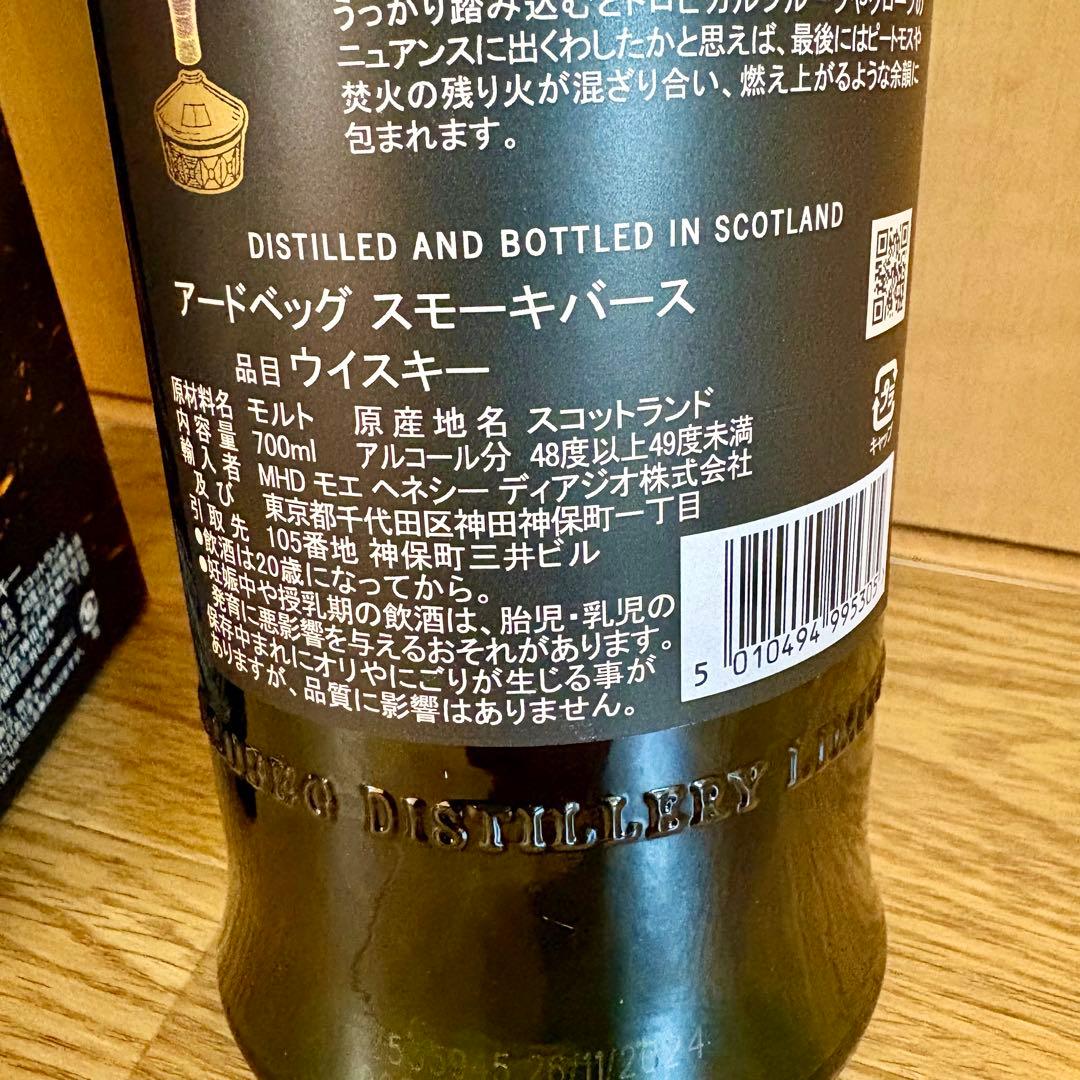 うっかり踏み込むとトロピカルフルーツやクローブの
ニュアンスに出くわしたかと思えば、最後にはピートモスや
焚火の残り火が混ざり合い、燃え上がるような余韻に
包まれます。
DISTILLED AND BOTTLED IN SCOTLAND
アードベッグ スモーキバース
品目 ウイスキー
原材料名 モルト 原産地名 スコットランド
内容量 700ml アルコール分 48度以上49度未満
輸入者 MHD モエ ヘネシー ディアジオ株式会社
及び 東京都千代田区神田神保町一丁目
引取先 105番地 神保町三井ビル
●飲酒は20歳になってから。
●妊娠中や授乳期の飲酒は、胎児・乳児の
発育に悪影響を与えるおそれがあります。
保存中まれにオリやにごりが生じる事が
ありますが、品質に影響はありません。
プラ
キャップ
5 010494 995305
DISTILLERY
26/11/2024